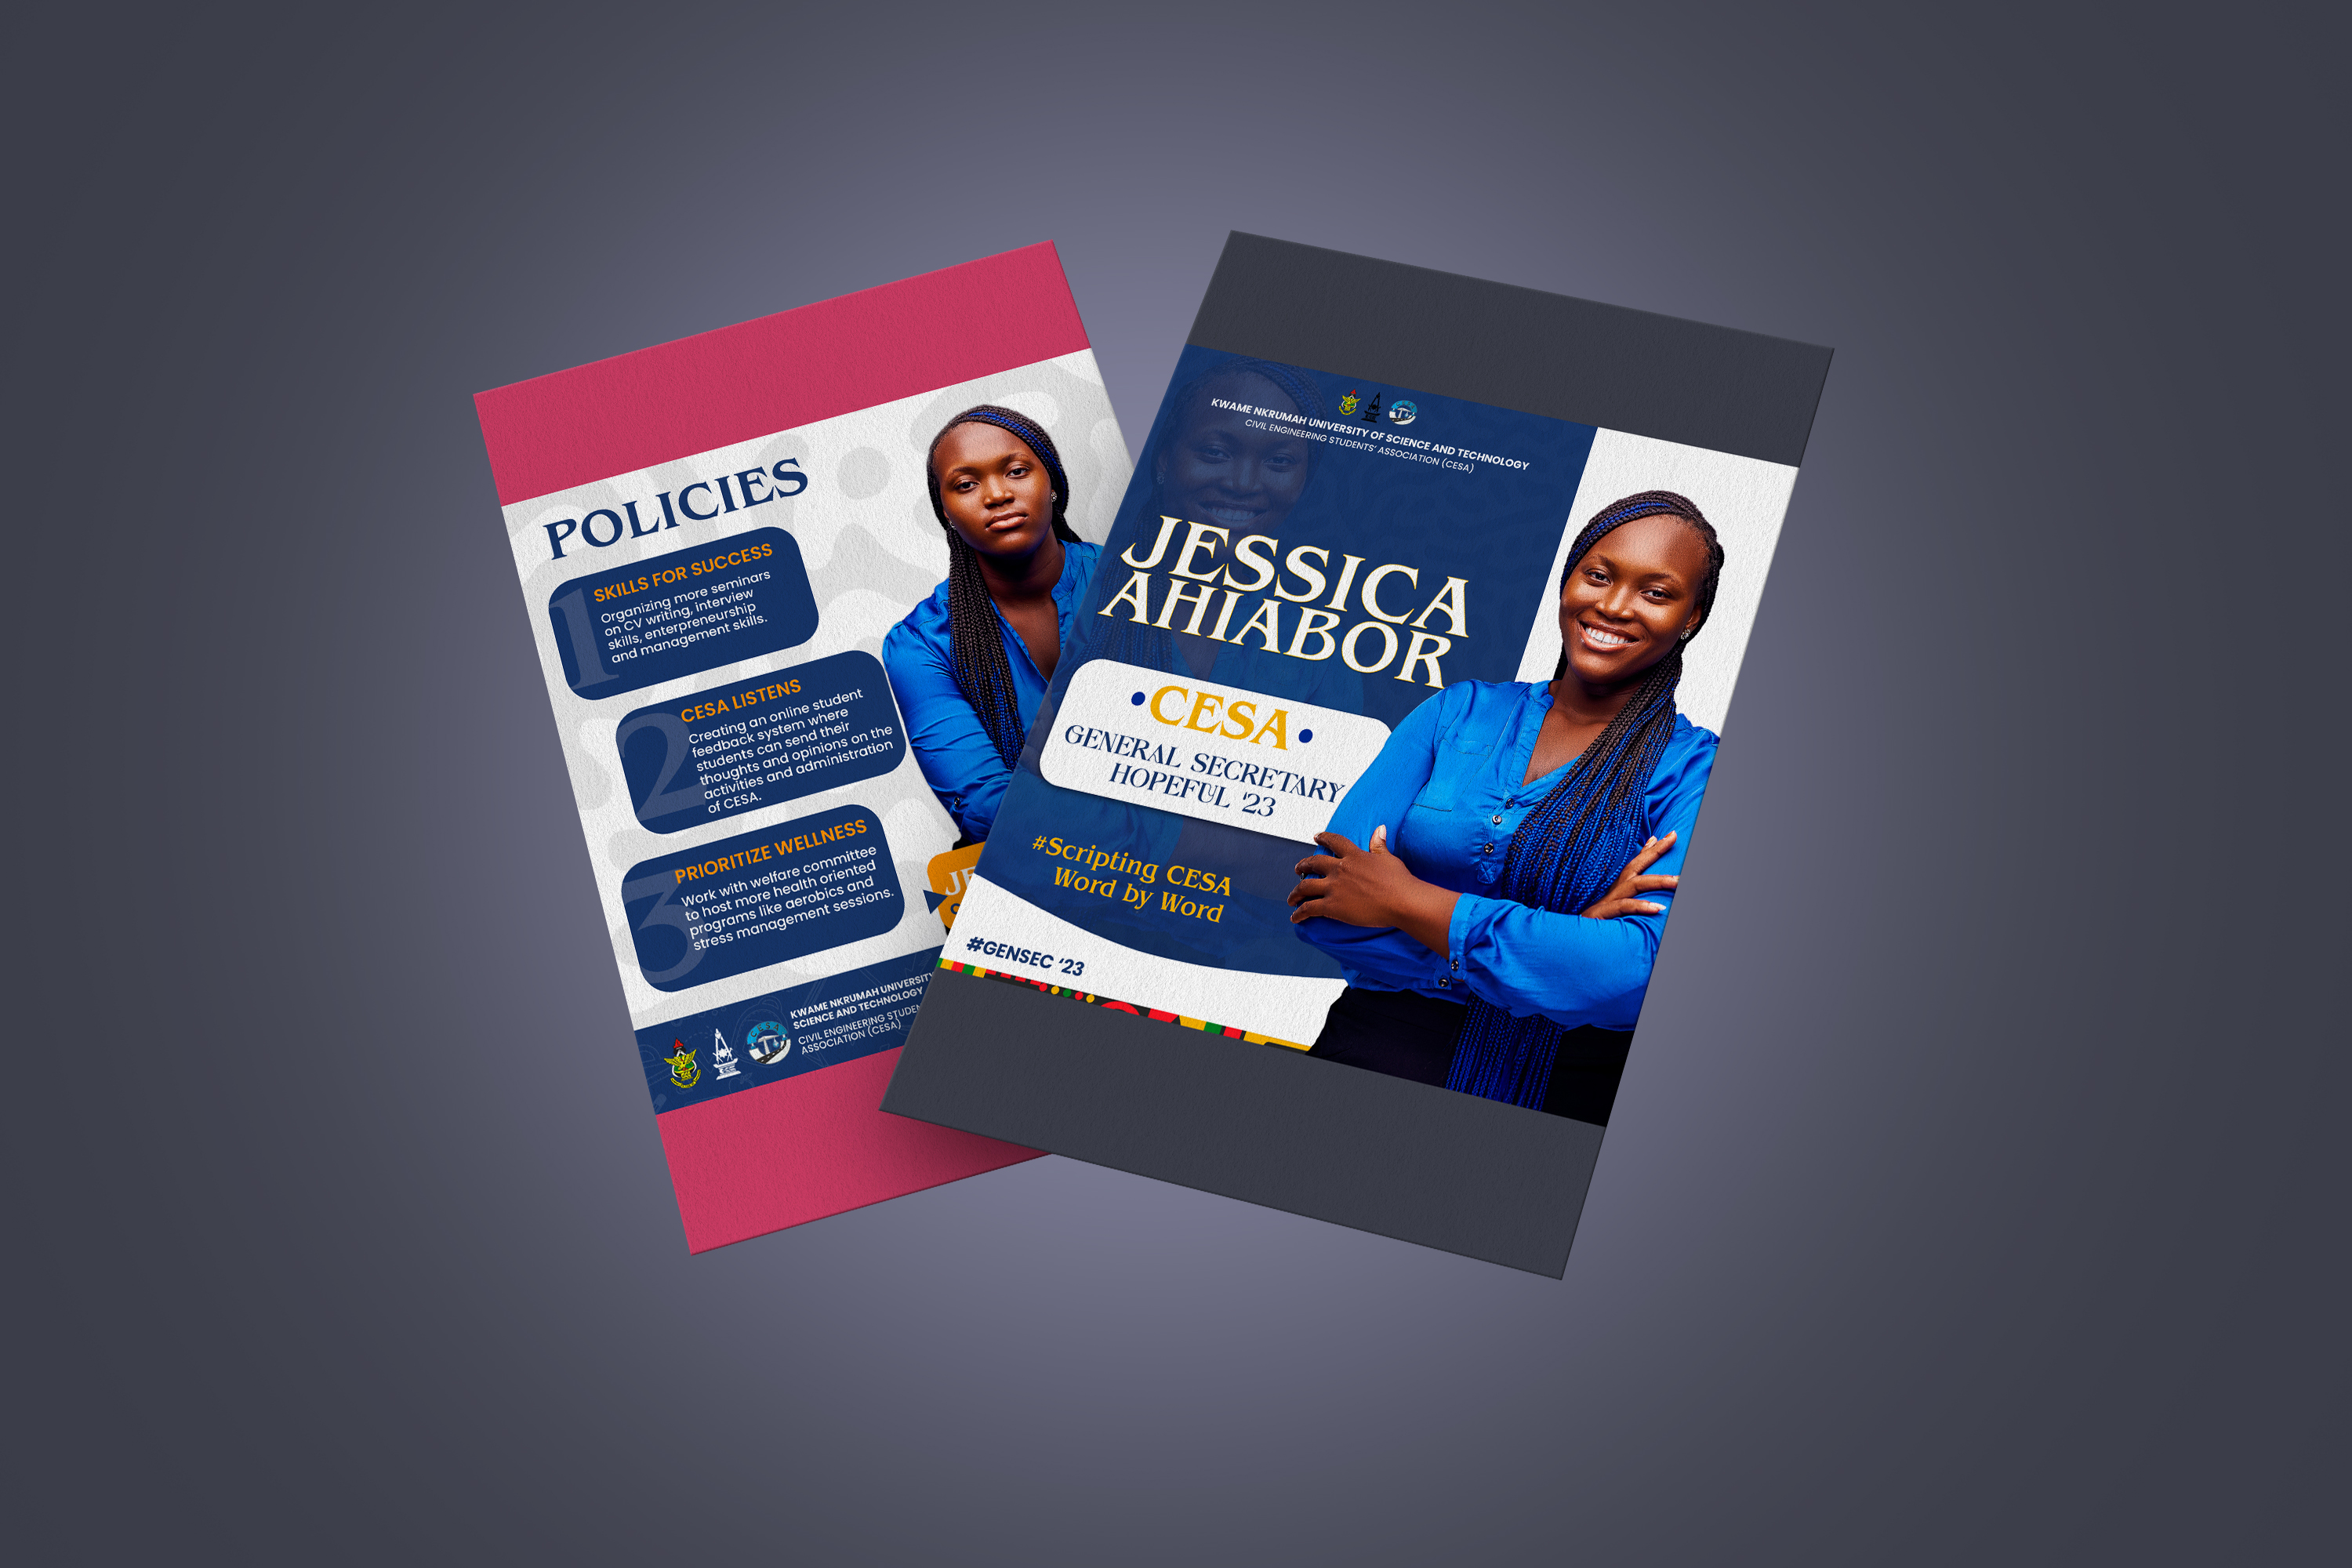 POLICIES
1
SKILLS FOR SUCCESS
Organizing more seminars
on CV writing, interview
skills, enterpreneurship
and management skills.
2
CESA LISTENS
Creating an online student
feedback system where
students can send their
thoughts and opinions on the
activities and administration
of CESA.
3
PRIORITIZE WELLNESS
Work with welfare committee
to host more health oriented
programs like aerobics and
stress management sessions.
KWAME NKRUMAH UNIVERSITY
SCIENCE AND TECHNOLOGY
CIVIL ENGINEERING
ASSOCIATION (CESA)
KWAME NKRUMAH UNIVERSITY OF SCIENCE AND TECHNOLOGY
CIVIL ENGINEERING STUDENTS' ASSOCIATION (CESA)
JESSICA
AHIABOR
•CESA•
GENERAL SECRETARY
HOPEFUL '23
#Scripting CESA
Word by Word
#GENSEC '23